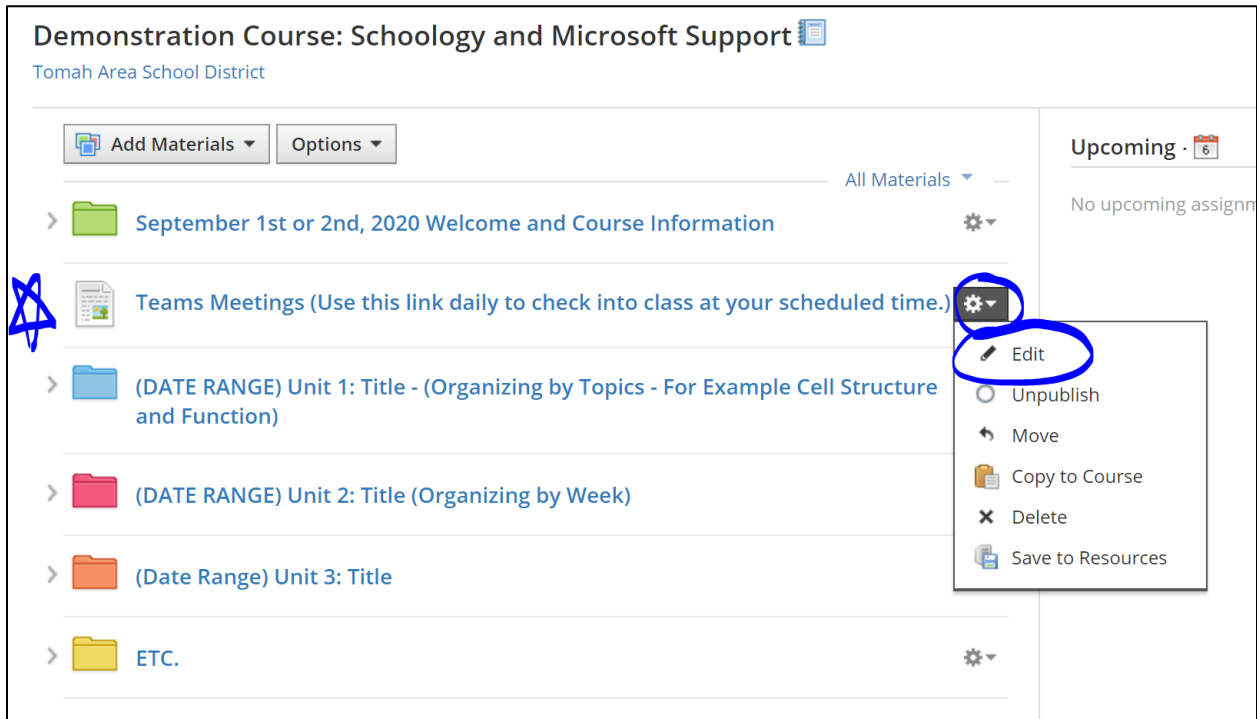 Demonstration Course: Schoology and Microsoft Support
Tomah Area School District
Add Materials
Options
All Materials
Upcoming ·
6
No upcoming assignm
September 1st or 2nd, 2020 Welcome and Course Information
Teams Meetings (Use this link daily to check into class at your scheduled time.)
Edit
Unpublish
Move
Copy to Course
Delete
Save to Resources
(DATE RANGE) Unit 1: Title - (Organizing by Topics - For Example Cell Structure
and Function)
(DATE RANGE) Unit 2: Title (Organizing by Week)
(Date Range) Unit 3: Title
ETC.